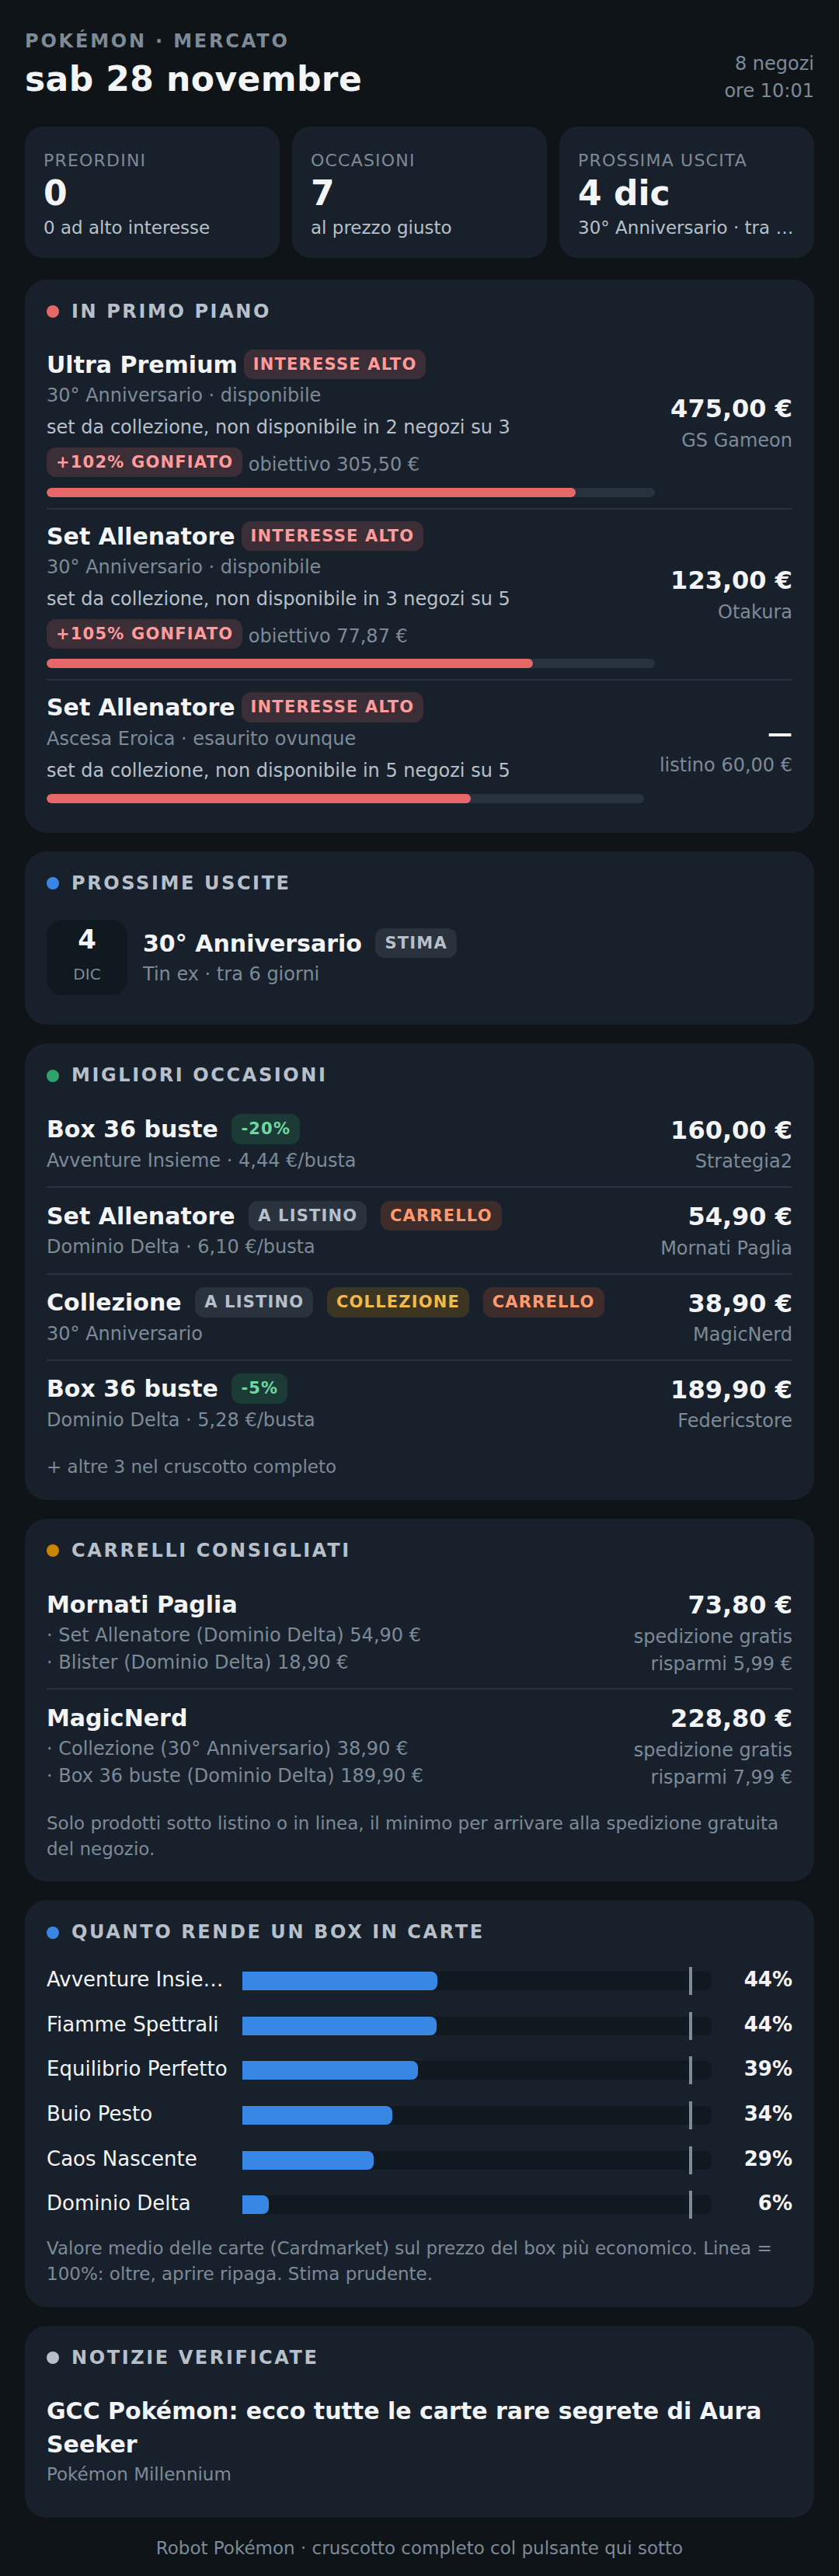 POKÉMON · MERCATO
sab 28 novembre
8 negozi
ore 10:01
PREORDINI
0
0 ad alto interesse
OCCASIONI
7
al prezzo giusto
PROSSIMA USCITA
4 dic
30° Anniversario · tra …
IN PRIMO PIANO
Ultra Premium INTERESSE ALTO
30° Anniversario · disponibile
set da collezione, non disponibile in 2 negozi su 3
+102% GONFIATO obiettivo 305,50 €
475,00 €
GS Gameon
Set Allenatore INTERESSE ALTO
30° Anniversario · disponibile
set da collezione, non disponibile in 3 negozi su 5
+105% GONFIATO obiettivo 77,87 €
123,00 €
Otakura
Set Allenatore INTERESSE ALTO
Ascesa Eroica · esaurito ovunque
set da collezione, non disponibile in 5 negozi su 5
—
listino 60,00 €
PROSSIME USCITE
4
DIC
30° Anniversario STIMA
Tin ex · tra 6 giorni
MIGLIORI OCCASIONI
Box 36 buste -20%
Avventure Insieme · 4,44 €/busta
160,00 €
Strategia2
Set Allenatore A LISTINO CARRELLO
Dominio Delta · 6,10 €/busta
54,90 €
Mornati Paglia
Collezione A LISTINO COLLEZIONE CARRELLO
30° Anniversario
38,90 €
MagicNerd
Box 36 buste -5%
Dominio Delta · 5,28 €/busta
189,90 €
Federicstore
+ altre 3 nel cruscotto completo
CARRELLI CONSIGLIATI
Mornati Paglia
· Set Allenatore (Dominio Delta) 54,90 €
· Blister (Dominio Delta) 18,90 €
73,80 €
spedizione gratis
risparmi 5,99 €
MagicNerd
· Collezione (30° Anniversario) 38,90 €
· Box 36 buste (Dominio Delta) 189,90 €
228,80 €
spedizione gratis
risparmi 7,99 €
Solo prodotti sotto listino o in linea, il minimo per arrivare alla spedizione gratuita
del negozio.
QUANTO RENDE UN BOX IN CARTE
Avventure Insie… 44%
Fiamme Spettrali 44%
Equilibrio Perfetto 39%
Buio Pesto 34%
Caos Nascente 29%
Dominio Delta 6%
Valore medio delle carte (Cardmarket) sul prezzo del box più economico. Linea =
100%: oltre, aprire ripaga. Stima prudente.
NOTIZIE VERIFICATE
GCC Pokémon: ecco tutte le carte rare segrete di Aura
Seeker
Pokémon Millennium
Robot Pokémon · cruscotto completo col pulsante qui sotto